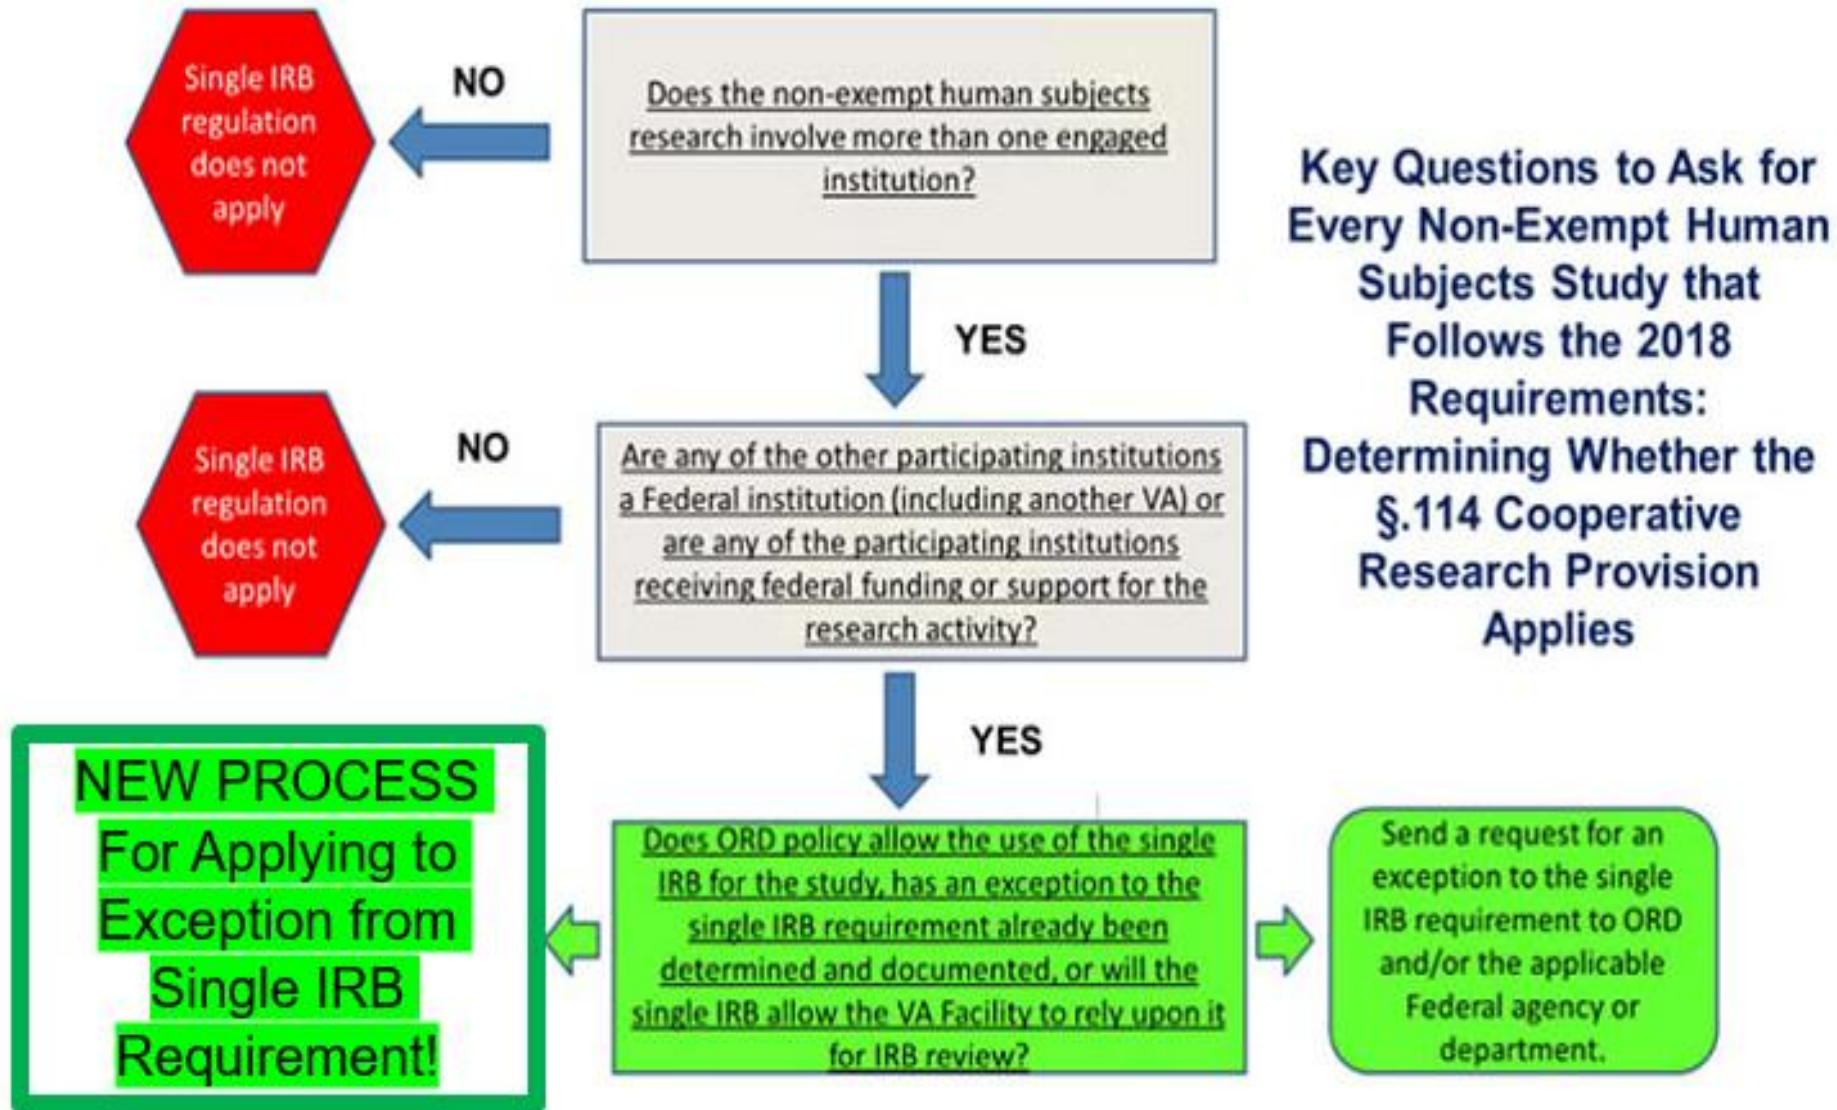 Single IRB
regulation
does not
apply
NO
Does the non-exempt human subjects
research involve more than one engaged
institution?
Key Questions to Ask for
Every Non-Exempt Human
Subjects Study that
Follows the 2018
Requirements:
Determining Whether the
§.114 Cooperative
Research Provision
Applies
YES
Single IRB
regulation
does not
apply
NO
Are any of the other participating institutions
a Federal institution (including another VA) or
are any of the participating institutions
receiving federal funding or support for the
research activity?
YES
NEW PROCESS
For Applying to
Exception from
Single IRB
Requirement!
Does ORD policy allow the use of the single
IRB for the study, has an exception to the
single IRB requirement already been
determined and documented, or will the
single IRB allow the VA Facility to rely upon it
for IRB review?
Send a request for an
exception to the single
IRB requirement to ORD
and/or the applicable
Federal agency or
department.